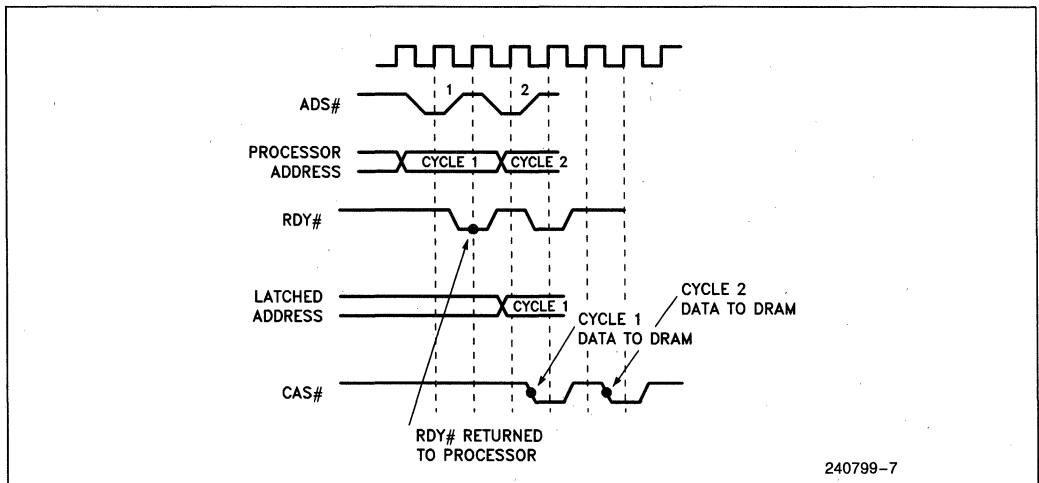 ADS#
1
2
PROCESSOR
ADDRESS
CYCLE 1
CYCLE 2
RDY#
LATCHED
ADDRESS
CYCLE 1
CYCLE 1
DATA TO DRAM
CYCLE 2
DATA TO DRAM
CAS#
RDY# RETURNED
TO PROCESSOR
240799-7